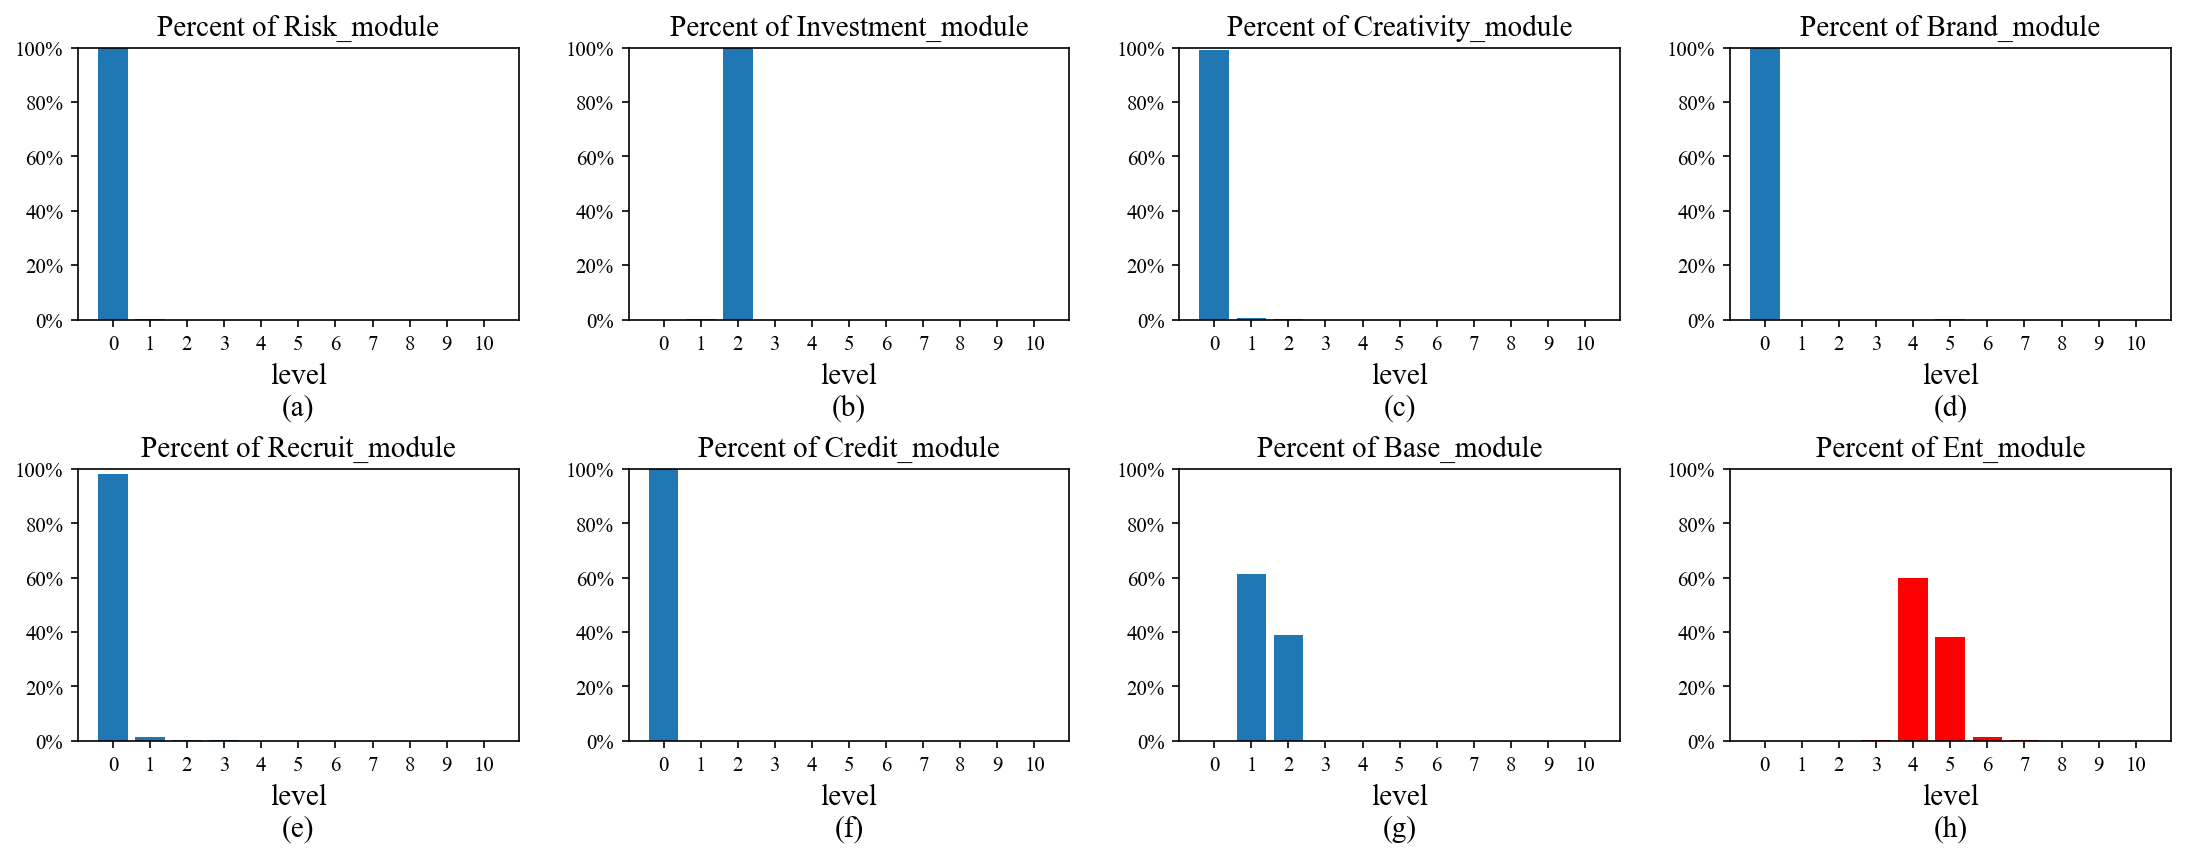 Percent of Risk_module
100%
80%
60%
40%
20%
0%
0 1 2 3 4 5 6 7 8 9 10
level
(a)
Percent of Investment_module
100%
80%
60%
40%
20%
0%
0 1 2 3 4 5 6 7 8 9 10
level
(b)
Percent of Creativity_module
100%
80%
60%
40%
20%
0%
0 1 2 3 4 5 6 7 8 9 10
level
(c)
Percent of Brand_module
100%
80%
60%
40%
20%
0%
0 1 2 3 4 5 6 7 8 9 10
level
(d)
Percent of Recruit_module
100%
80%
60%
40%
20%
0%
0 1 2 3 4 5 6 7 8 9 10
level
(e)
Percent of Credit_module
100%
80%
60%
40%
20%
0%
0 1 2 3 4 5 6 7 8 9 10
level
(f)
Percent of Base_module
100%
80%
60%
40%
20%
0%
0 1 2 3 4 5 6 7 8 9 10
level
(g)
Percent of Ent_module
100%
80%
60%
40%
20%
0%
0 1 2 3 4 5 6 7 8 9 10
level
(h)